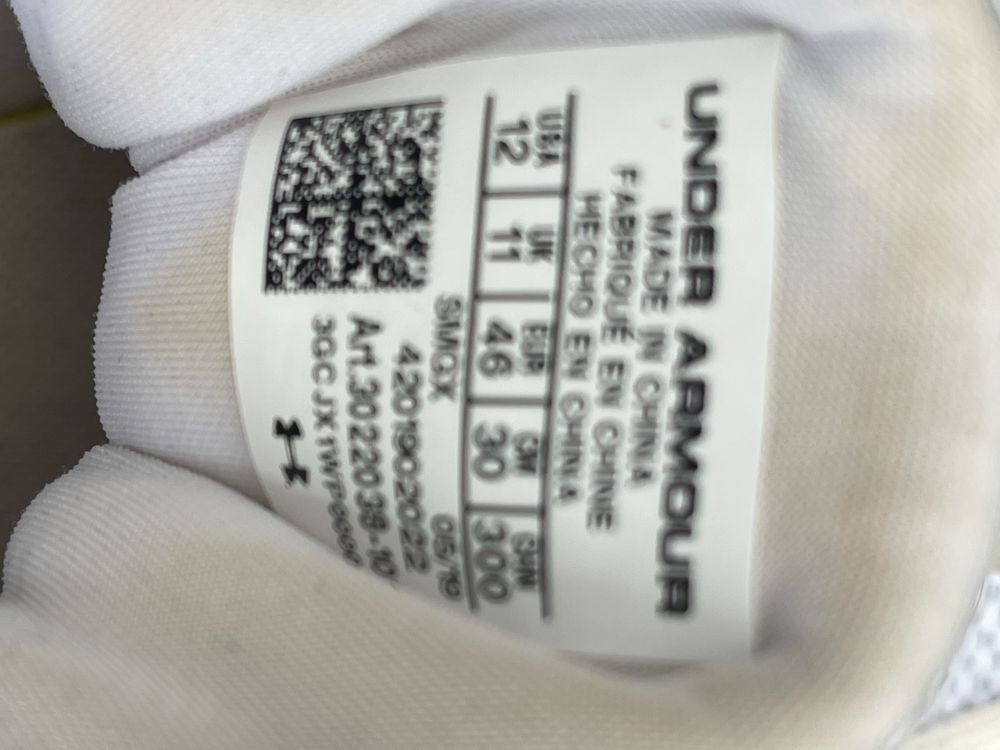 UNDER ARMOUR
MADE IN CHINA
FABRIQUÉ EN CHINE
HECHO EN CHINA
USA UK EUR CM CHN
12 11 46 30 300
SMGX 05/19
4201902022
Art.3022038-10